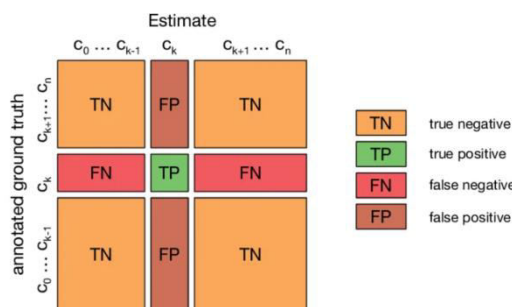 Estimate
c0 ... ck-1 ck ck+1 ... cn
annotated ground truth
ck+1 ... cn
TN FP TN
ck
FN TP FN
c0 ... ck-1
TN FP TN
TN true negative
TP true positive
FN false negative
FP false positive